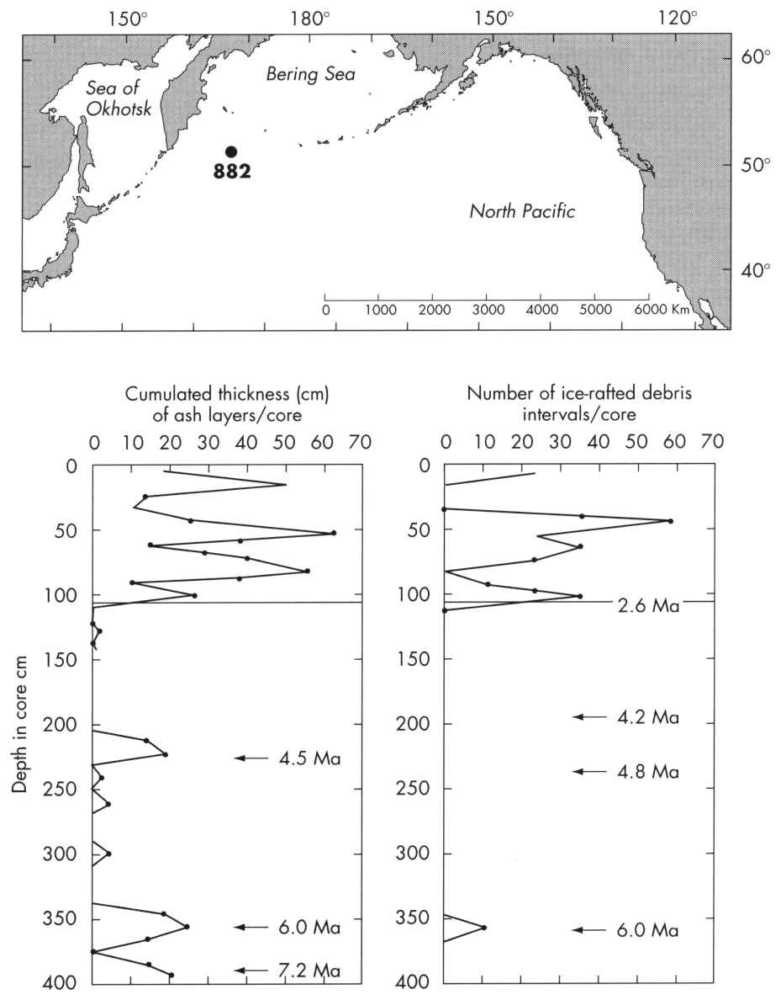 150° 180° 150° 120°
60°
50°
40°
Sea of
Okhotsk
Bering Sea
882
North Pacific
0 1000 2000 3000 4000 5000 6000 Km
Cumulated thickness (cm)
of ash layers/core
0 10 20 30 40 50 60 70
Depth in core cm
0
50
100
150
200
250
300
350
400
4.5 Ma
6.0 Ma
7.2 Ma
Number of ice-rafted debris
intervals/core
0 10 20 30 40 50 60 70
0
50
100
150
200
250
300
350
400
2.6 Ma
4.2 Ma
4.8 Ma
6.0 Ma